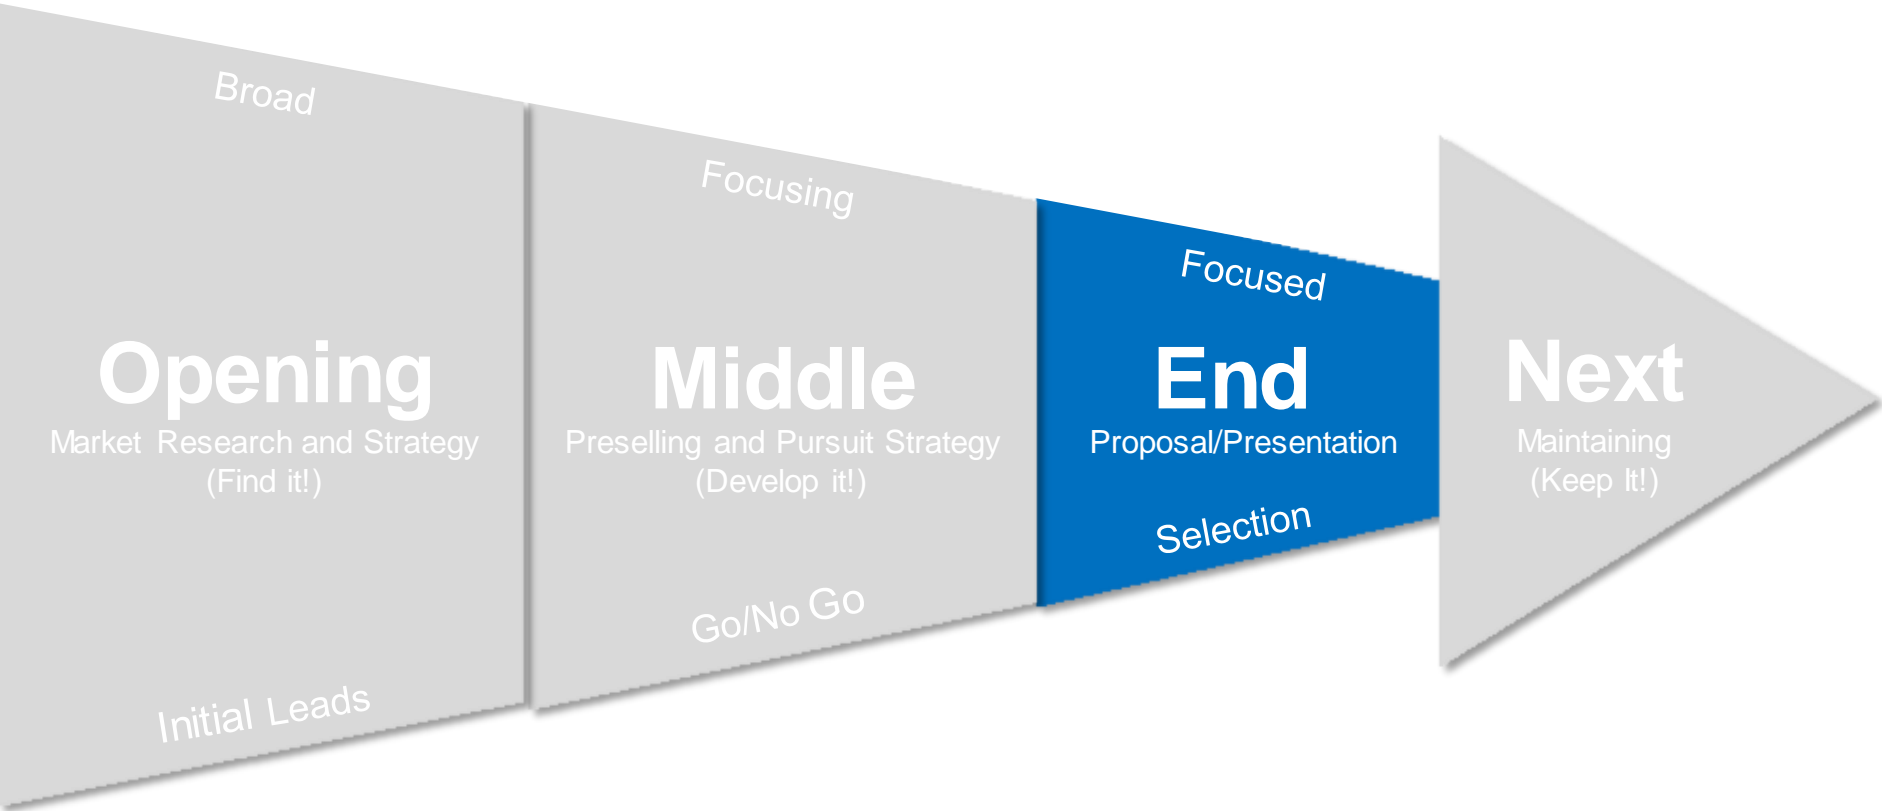 Broad
Opening
Market Research and Strategy
(Find it!)
Initial Leads
Focusing
Middle
Preselling and Pursuit Strategy
(Develop it!)
Go/No Go
Focused
End
Proposal/Presentation
Selection
Next
Maintaining
(Keep It!)